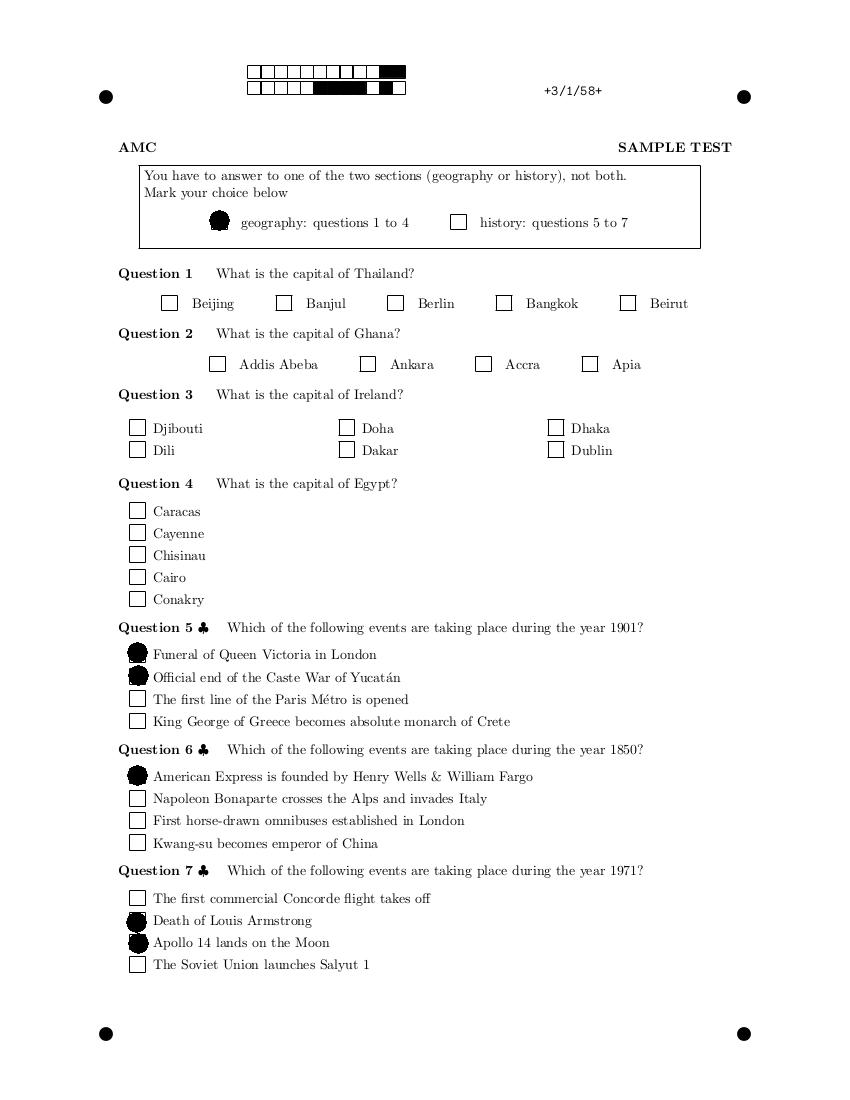 +3/1/58+
AMC SAMPLE TEST
You have to answer to one of the two sections (geography or history), not both.
Mark your choice below
geography: questions 1 to 4 history: questions 5 to 7
Question 1 What is the capital of Thailand?
Beijing Banjul Berlin Bangkok Beirut
Question 2 What is the capital of Ghana?
Addis Abeba Ankara Accra Apia
Question 3 What is the capital of Ireland?
Djibouti Doha Dhaka
Dili Dakar Dublin
Question 4 What is the capital of Egypt?
Caracas
Cayenne
Chisinau
Cairo
Conakry
Question 5 ♣ Which of the following events are taking place during the year 1901?
Funeral of Queen Victoria in London
Official end of the Caste War of Yucatán
The first line of the Paris Métro is opened
King George of Greece becomes absolute monarch of Crete
Question 6 ♣ Which of the following events are taking place during the year 1850?
American Express is founded by Henry Wells & William Fargo
Napoleon Bonaparte crosses the Alps and invades Italy
First horse-drawn omnibuses established in London
Kwang-su becomes emperor of China
Question 7 ♣ Which of the following events are taking place during the year 1971?
The first commercial Concorde flight takes off
Death of Louis Armstrong
Apollo 14 lands on the Moon
The Soviet Union launches Salyut 1